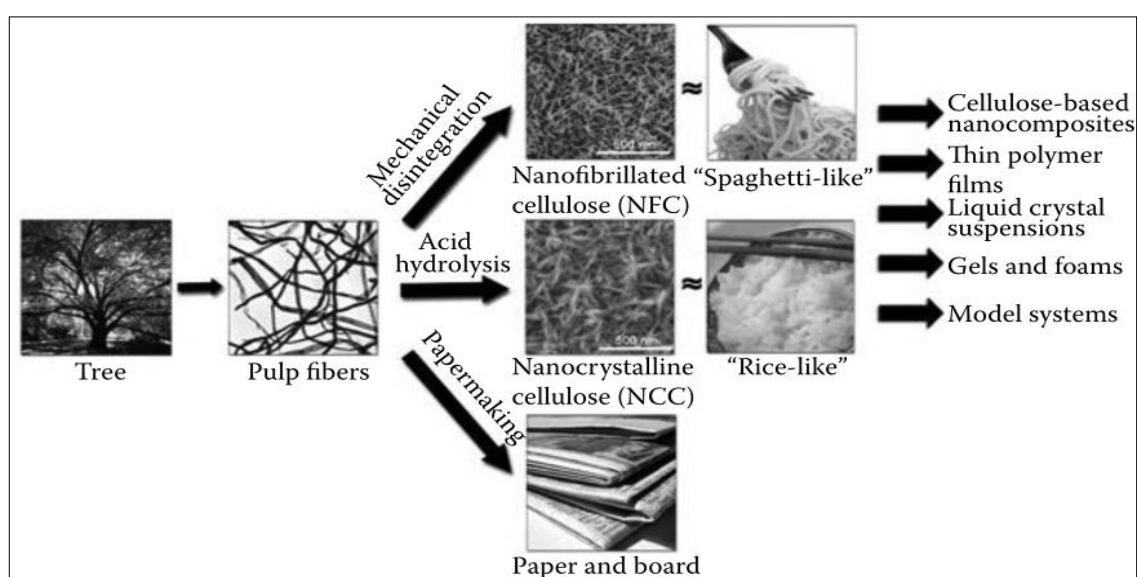 Tree
Pulp fibers
Mechanical
disintegration
Acid
hydrolysis
Papermaking
500 nm
Nanofibrillated
cellulose (NFC)
≈
"Spaghetti-like"
500 nm
Nanocrystalline
cellulose (NCC)
≈
"Rice-like"
Paper and board
Cellulose-based
nanocomposites
Thin polymer
films
Liquid crystal
suspensions
Gels and foams
Model systems